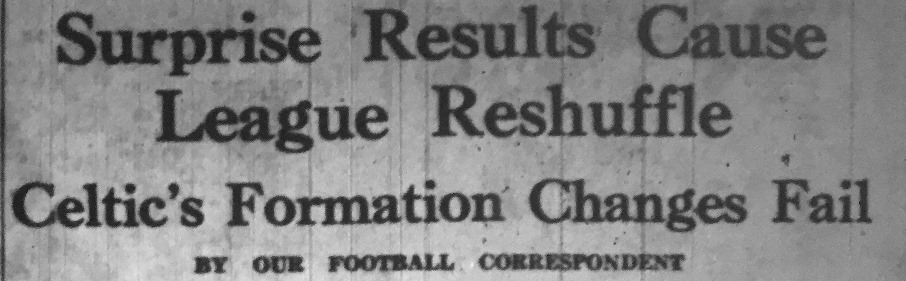 Surprise Results Cause
League Reshuffle
Celtic's Formation Changes Fail
BY OUR FOOTBALL CORRESPONDENT